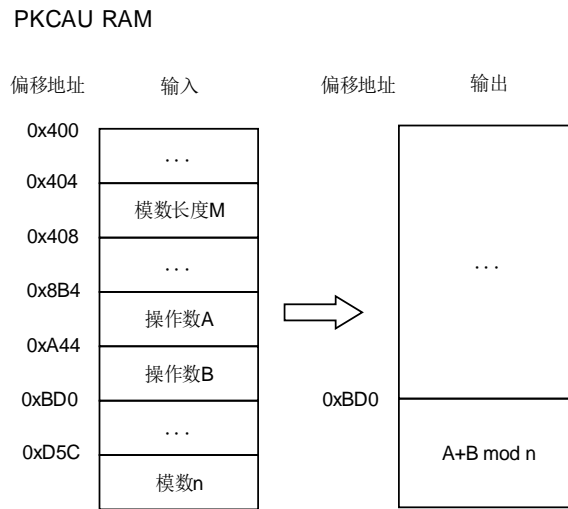 PKCAU RAM
偏移地址 输入 偏移地址 输出
0x400
...
0x404
模数长度M
0x408
...
...
0x8B4
操作数A
0xA44
操作数B
0xBD0 0xBD0
...
0xD5C
A+B mod n
模数n